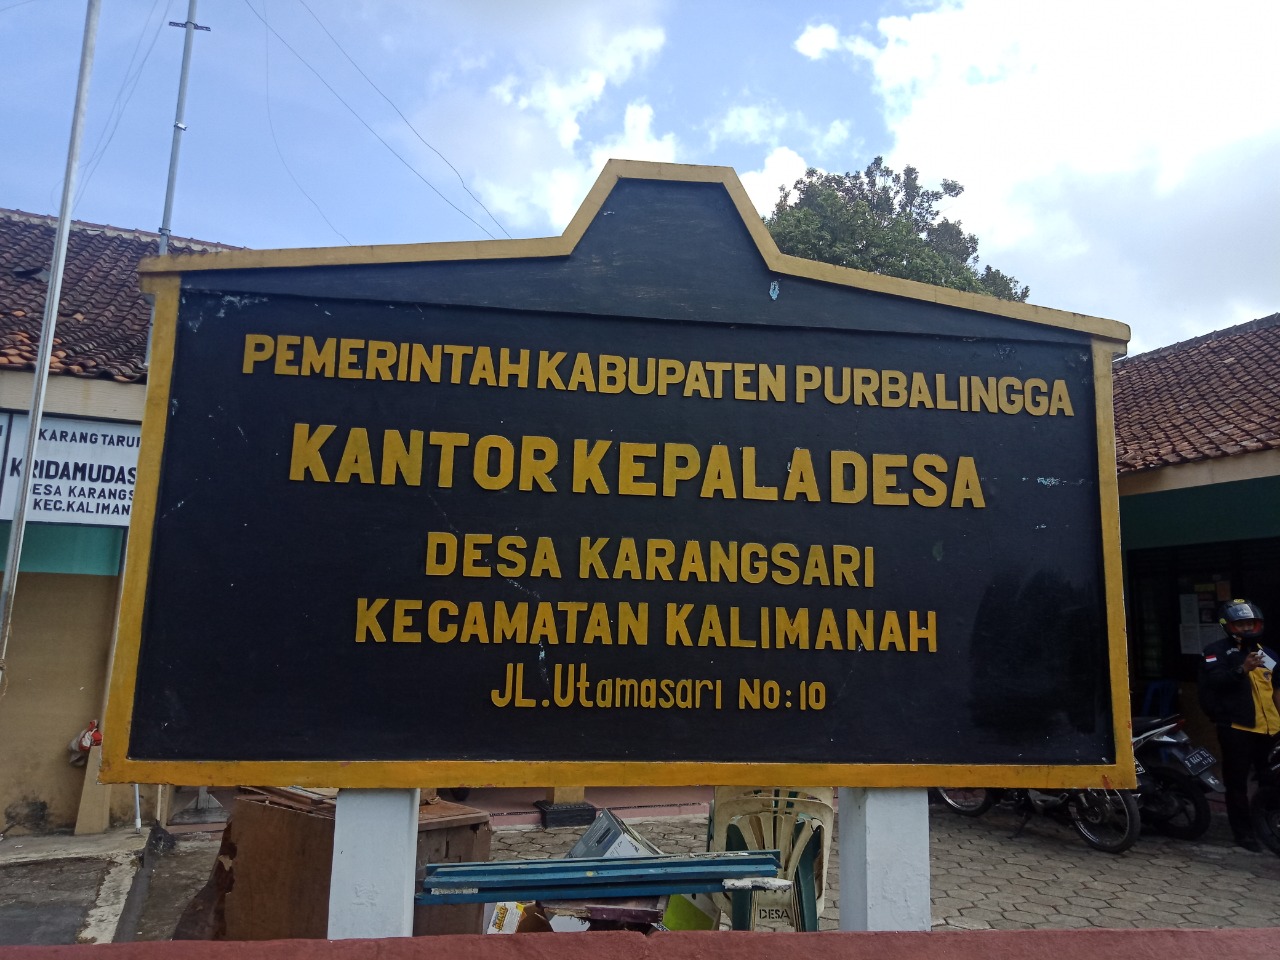 PEMERINTAH KABUPATEN PURBALINGGA
KANTOR KEPALA DESA
DESA KARANGSARI
KECAMATAN KALIMANAH
JL.Utamasari No:10
KARANG TARU
KRIDAMUDAS
DESA KARANGS
KEC.KALIMAN
DESA